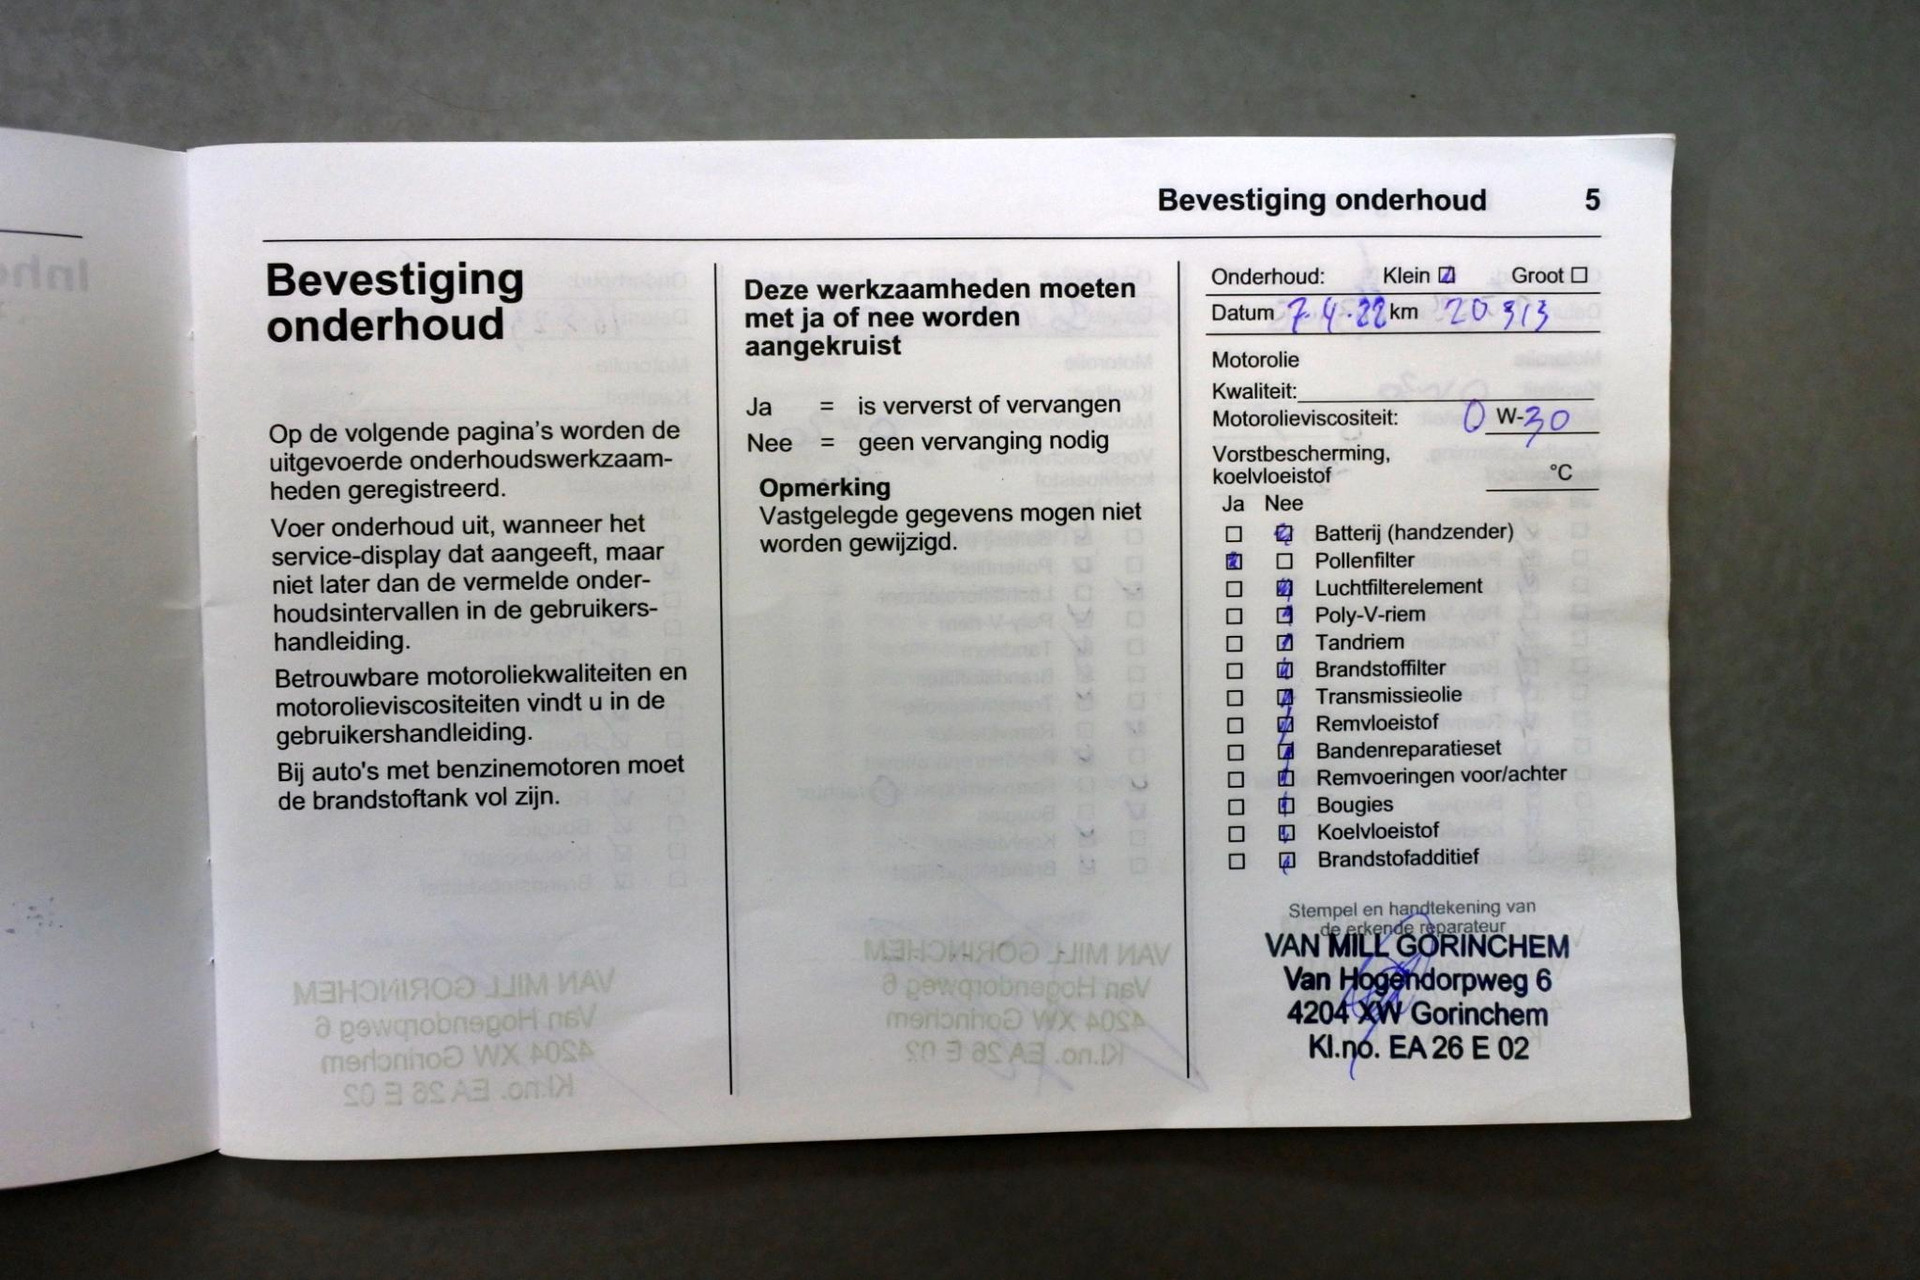 Bevestiging onderhoud 5
Bevestiging
onderhoud
Op de volgende pagina's worden de
uitgevoerde onderhoudswerkzaam-
heden geregistreerd.
Voer onderhoud uit, wanneer het
service-display dat aangeeft, maar
niet later dan de vermelde onder-
houdsintervallen in de gebruikers-
handleiding.
Betrouwbare motoroliekwaliteiten en
motorolieviscositeiten vindt u in de
gebruikershandleiding.
Bij auto's met benzinemotoren moet
de brandstoftank vol zijn.
Deze werkzaamheden moeten
met ja of nee worden
aangekruist
Ja = is ververst of vervangen
Nee = geen vervanging nodig
Opmerking
Vastgelegde gegevens mogen niet
worden gewijzigd.
Onderhoud: Klein Groot
Datum 7-4-22 km 20313
Motorolie
Kwaliteit:
Motorolieviscositeit: 0 W-30
Vorstbescherming,
koelvloeistof °C
Ja Nee
Batterij (handzender)
Pollenfilter
Luchtfilterelement
Poly-V-riem
Tandriem
Brandstoffilter
Transmissieolie
Remvloeistof
Bandenreparatieset
Remvoeringen voor/achter
Bougies
Koelvloeistof
Brandstofadditief
Stempel en handtekening van
de erkende reparateur
VAN MILL GORINCHEM
Van Hogendorpweg 6
4204 XW Gorinchem
Kl.no. EA 26 E 02